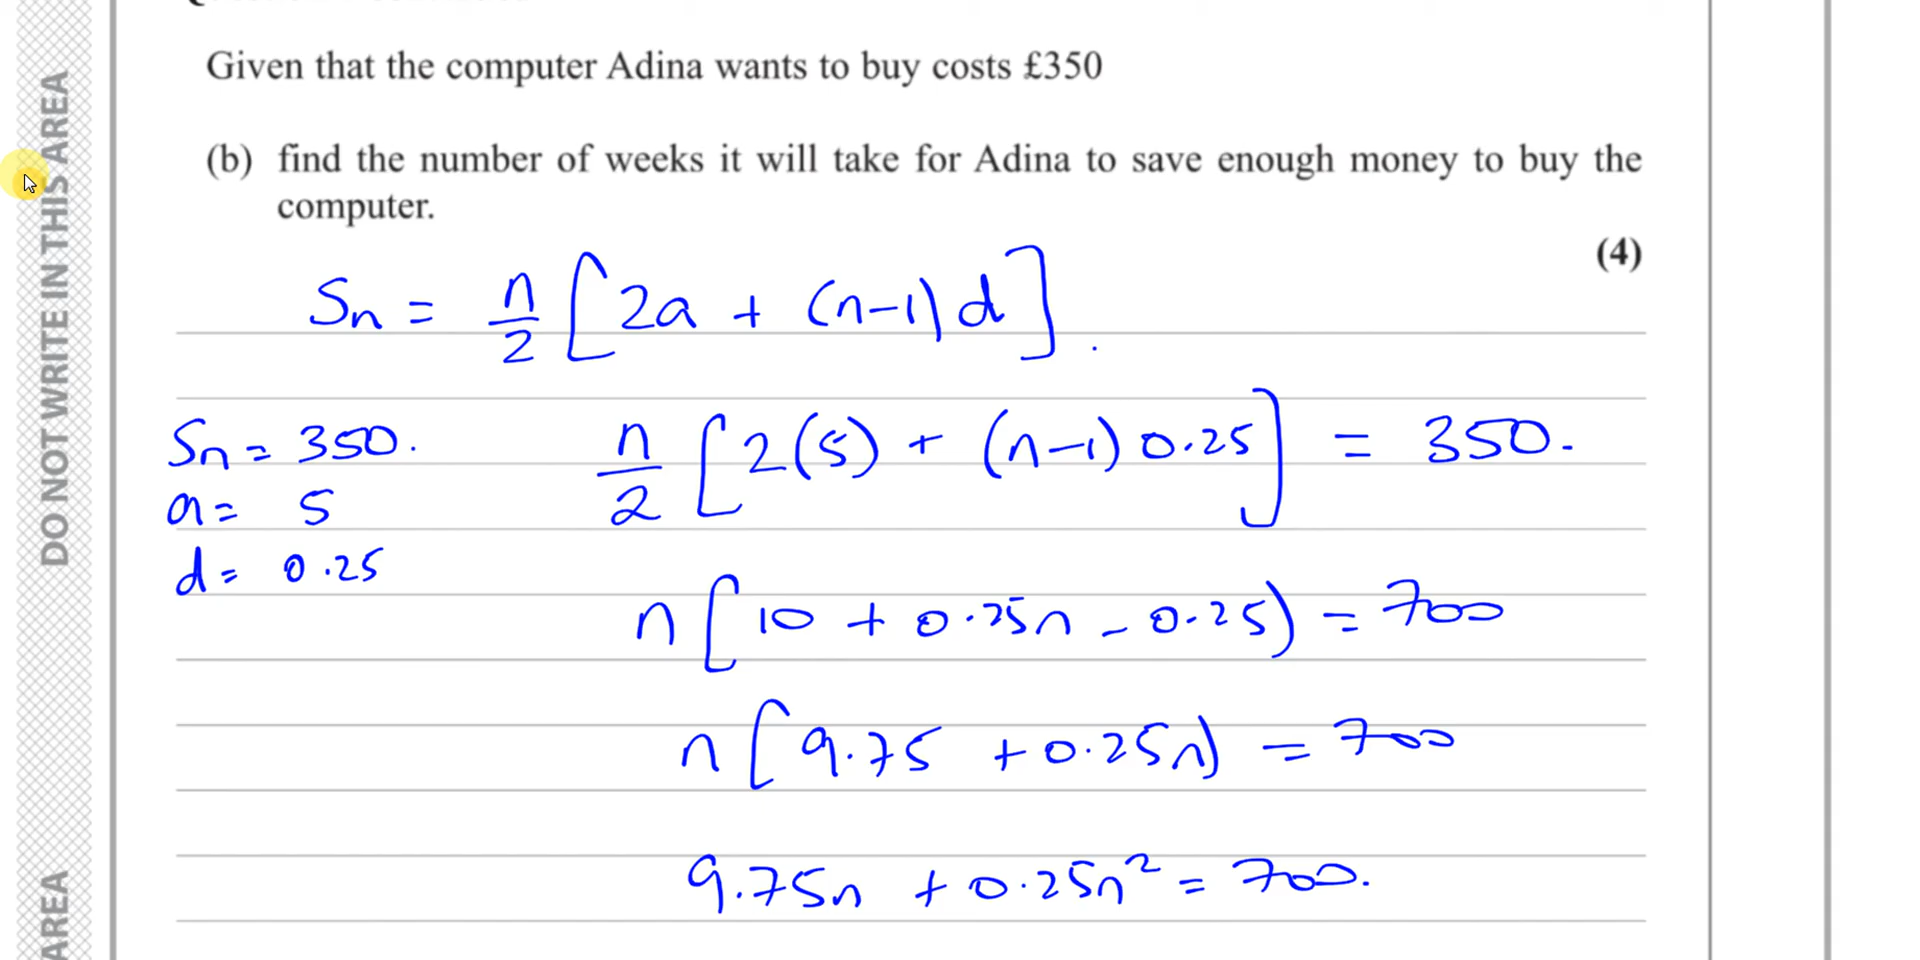 Given that the computer Adina wants to buy costs £350
(b) find the number of weeks it will take for Adina to save enough money to buy the
computer.
(4)
Sn = n/2 [2a + (n-1)d].
Sn = 350.
a = 5
d = 0.25
n/2 [2(5) + (n-1)0.25] = 350.
n[10 + 0.25n - 0.25) = 700
n[9.75 + 0.25n) = 700
9.75n + 0.25n² = 700.
DO NOT WRITE IN THIS AREA
AREA